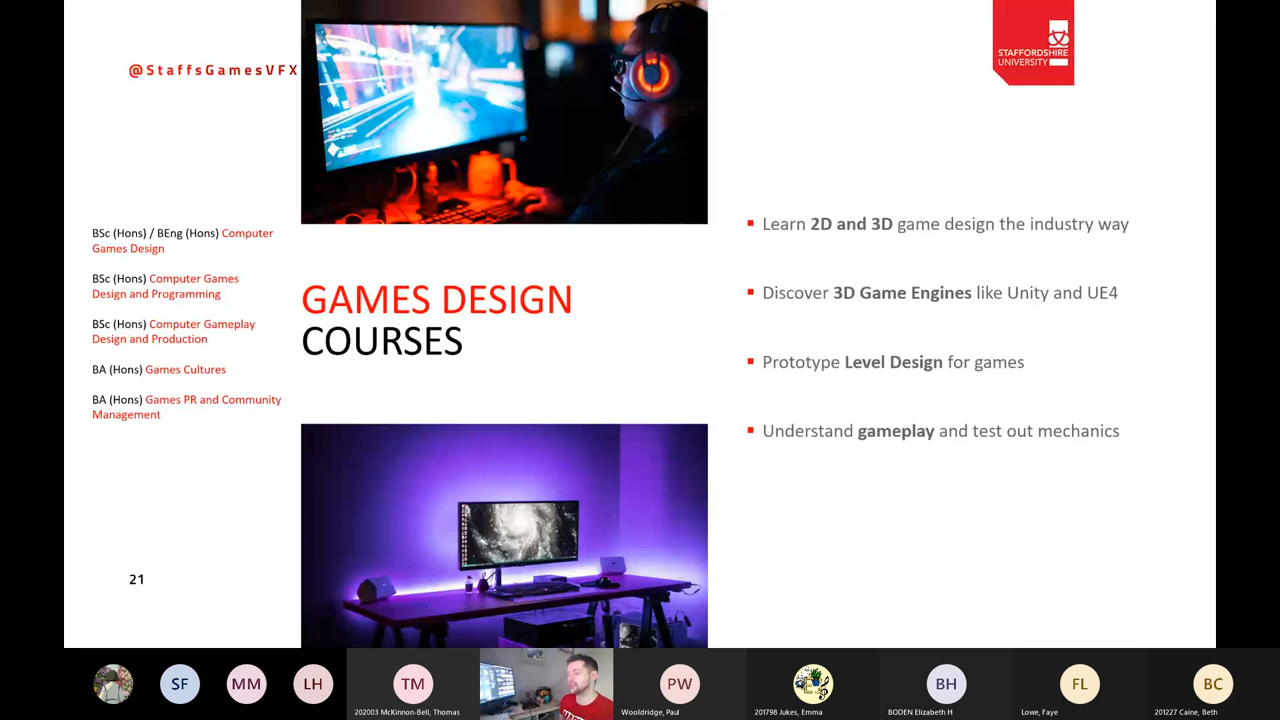 @StaffsGamesVFX
STAFFORDSHIRE
UNIVERSITY
BSc (Hons) / BEng (Hons) Computer
Games Design
BSc (Hons) Computer Games
Design and Programming
BSc (Hons) Computer Gameplay
Design and Production
BA (Hons) Games Cultures
BA (Hons) Games PR and Community
Management
GAMES DESIGN
COURSES
Learn 2D and 3D game design the industry way
Discover 3D Game Engines like Unity and UE4
Prototype Level Design for games
Understand gameplay and test out mechanics
21
SF
MM
LH
TM
202003 McKinnon-Bell, Thomas
PW
Wooldridge, Paul
201798 Jukes, Emma
BH
BODEN Elizabeth H
FL
Lowe, Faye
BC
201227 Caine, Beth